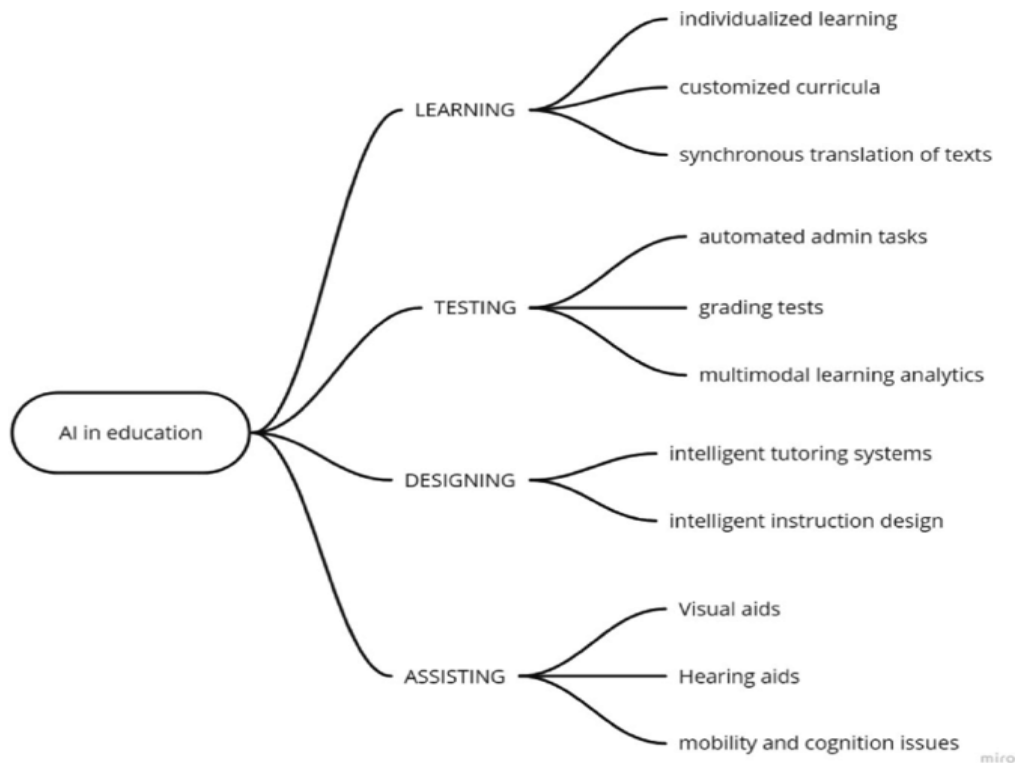 AI in education
LEARNING
individualized learning
customized curricula
synchronous translation of texts
TESTING
automated admin tasks
grading tests
multimodal learning analytics
DESIGNING
intelligent tutoring systems
intelligent instruction design
ASSISTING
Visual aids
Hearing aids
mobility and cognition issues
miro